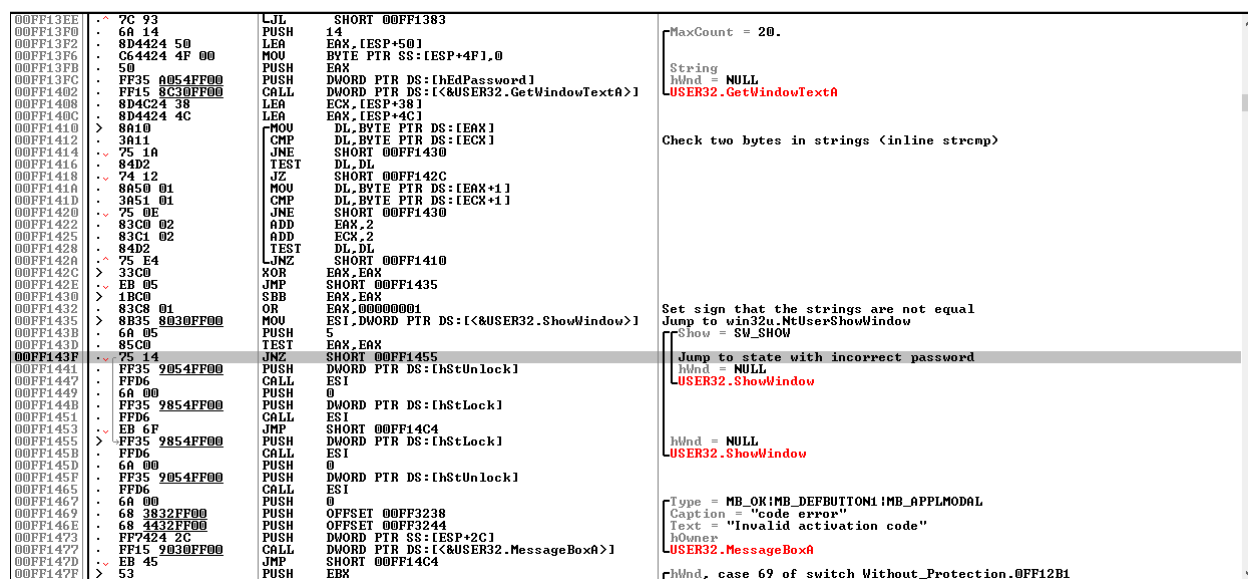 00FF13EE .^ 7C 93 JL SHORT 00FF1383
00FF13F0 . 6A 14 PUSH 14 MaxCount = 20.
00FF13F2 . 8D4424 50 LEA EAX,[ESP+50]
00FF13F6 . C64424 4F 00 MOV BYTE PTR SS:[ESP+4F],0
00FF13FB . 50 PUSH EAX String
00FF13FC . FF35 A054FF00 PUSH DWORD PTR DS:[hEdPassword] hWnd = NULL
00FF1402 . FF15 8C30FF00 CALL DWORD PTR DS:[<&USER32.GetWindowTextA>] USER32.GetWindowTextA
00FF1408 . 8D4C24 38 LEA ECX,[ESP+38]
00FF140C . 8D4424 4C LEA EAX,[ESP+4C]
00FF1410 > 8A10 MOV DL,BYTE PTR DS:[EAX]
00FF1412 . 3A11 CMP DL,BYTE PTR DS:[ECX] Check two bytes in strings (inline strcmp)
00FF1414 .v 75 1A JNE SHORT 00FF1430
00FF1416 . 84D2 TEST DL,DL
00FF1418 .v 74 12 JZ SHORT 00FF142C
00FF141A . 8A50 01 MOV DL,BYTE PTR DS:[EAX+1]
00FF141D . 3A51 01 CMP DL,BYTE PTR DS:[ECX+1]
00FF1420 .v 75 0E JNE SHORT 00FF1430
00FF1422 . 83C0 02 ADD EAX,2
00FF1425 . 83C1 02 ADD ECX,2
00FF1428 . 84D2 TEST DL,DL
00FF142A .^ 75 E4 JNZ SHORT 00FF1410
00FF142C > 33C0 XOR EAX,EAX
00FF142E .v EB 05 JMP SHORT 00FF1435
00FF1430 > 1BC0 SBB EAX,EAX
00FF1432 . 83C8 01 OR EAX,00000001 Set sign that the strings are not equal
00FF1435 > 8B35 8030FF00 MOV ESI,DWORD PTR DS:[<&USER32.ShowWindow>] Jump to win32u.NtUserShowWindow
00FF143B . 6A 05 PUSH 5 Show = SW_SHOW
00FF143D . 85C0 TEST EAX,EAX
00FF143F .v 75 14 JNZ SHORT 00FF1455 Jump to state with incorrect password
00FF1441 . FF35 9054FF00 PUSH DWORD PTR DS:[hStUnlock] hWnd = NULL
00FF1447 . FFD6 CALL ESI USER32.ShowWindow
00FF1449 . 6A 00 PUSH 0
00FF144B . FF35 9854FF00 PUSH DWORD PTR DS:[hStLock]
00FF1451 . FFD6 CALL ESI
00FF1453 .v EB 6F JMP SHORT 00FF14C4
00FF1455 > FF35 9854FF00 PUSH DWORD PTR DS:[hStLock] hWnd = NULL
00FF145B . FFD6 CALL ESI USER32.ShowWindow
00FF145D . 6A 00 PUSH 0
00FF145F . FF35 9054FF00 PUSH DWORD PTR DS:[hStUnlock]
00FF1465 . FFD6 CALL ESI
00FF1467 . 6A 00 PUSH 0 Type = MB_OK|MB_DEFBUTTON1|MB_APPLMODAL
00FF1469 . 68 3832FF00 PUSH OFFSET 00FF3238 Caption = "code error"
00FF146E . 68 4432FF00 PUSH OFFSET 00FF3244 Text = "Invalid activation code"
00FF1473 . FF7424 2C PUSH DWORD PTR SS:[ESP+2C] hOwner
00FF1477 . FF15 9030FF00 CALL DWORD PTR DS:[<&USER32.MessageBoxA>] USER32.MessageBoxA
00FF147D .v EB 45 JMP SHORT 00FF14C4
00FF147F > 53 PUSH EBX hWnd, case 69 of switch Without_Protection.0FF12B1